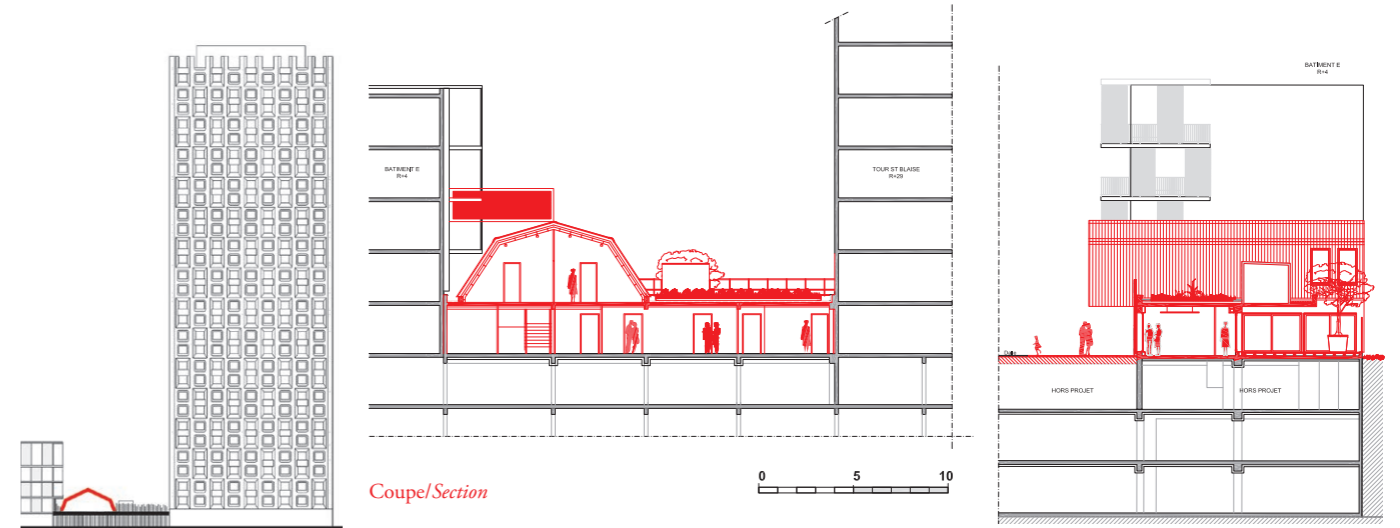 BATIMENT E
R+4
TOUR ST BLAISE
R+29
Coupe/Section
0 5 10
BATIMENT E
R+4
HORS PROJET
HORS PROJET